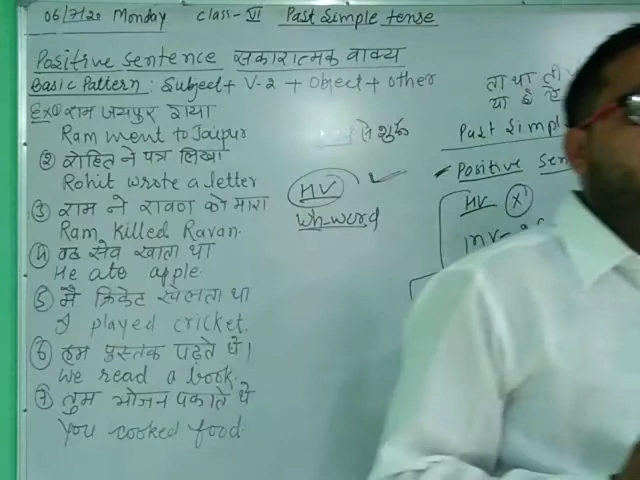 06/7/20 Monday Class-VI Past Simple tense
Positive sentence सकारात्मक वाक्य
Basic Pattern: Subject + V-2 + Object + other
Ex① राम जयपुर गया
Ram went to Jaipur
② रोहित ने पत्र लिखा
Rohit wrote a letter
③ राम ने रावण को मारा
Ram killed Ravan.
④ वह सेव खाता था
He ate apple.
⑤ मैं क्रिकेट खेलता था
I played cricket.
⑥ हम पुस्तक पढ़ते थे।
We read a book.
⑦ तुम भोजन पकाते थे
You cooked food
से शुरू
HV
Wh-word
ता था ती
या ई ऐ
Past Simpl
Positive Sen
HV X